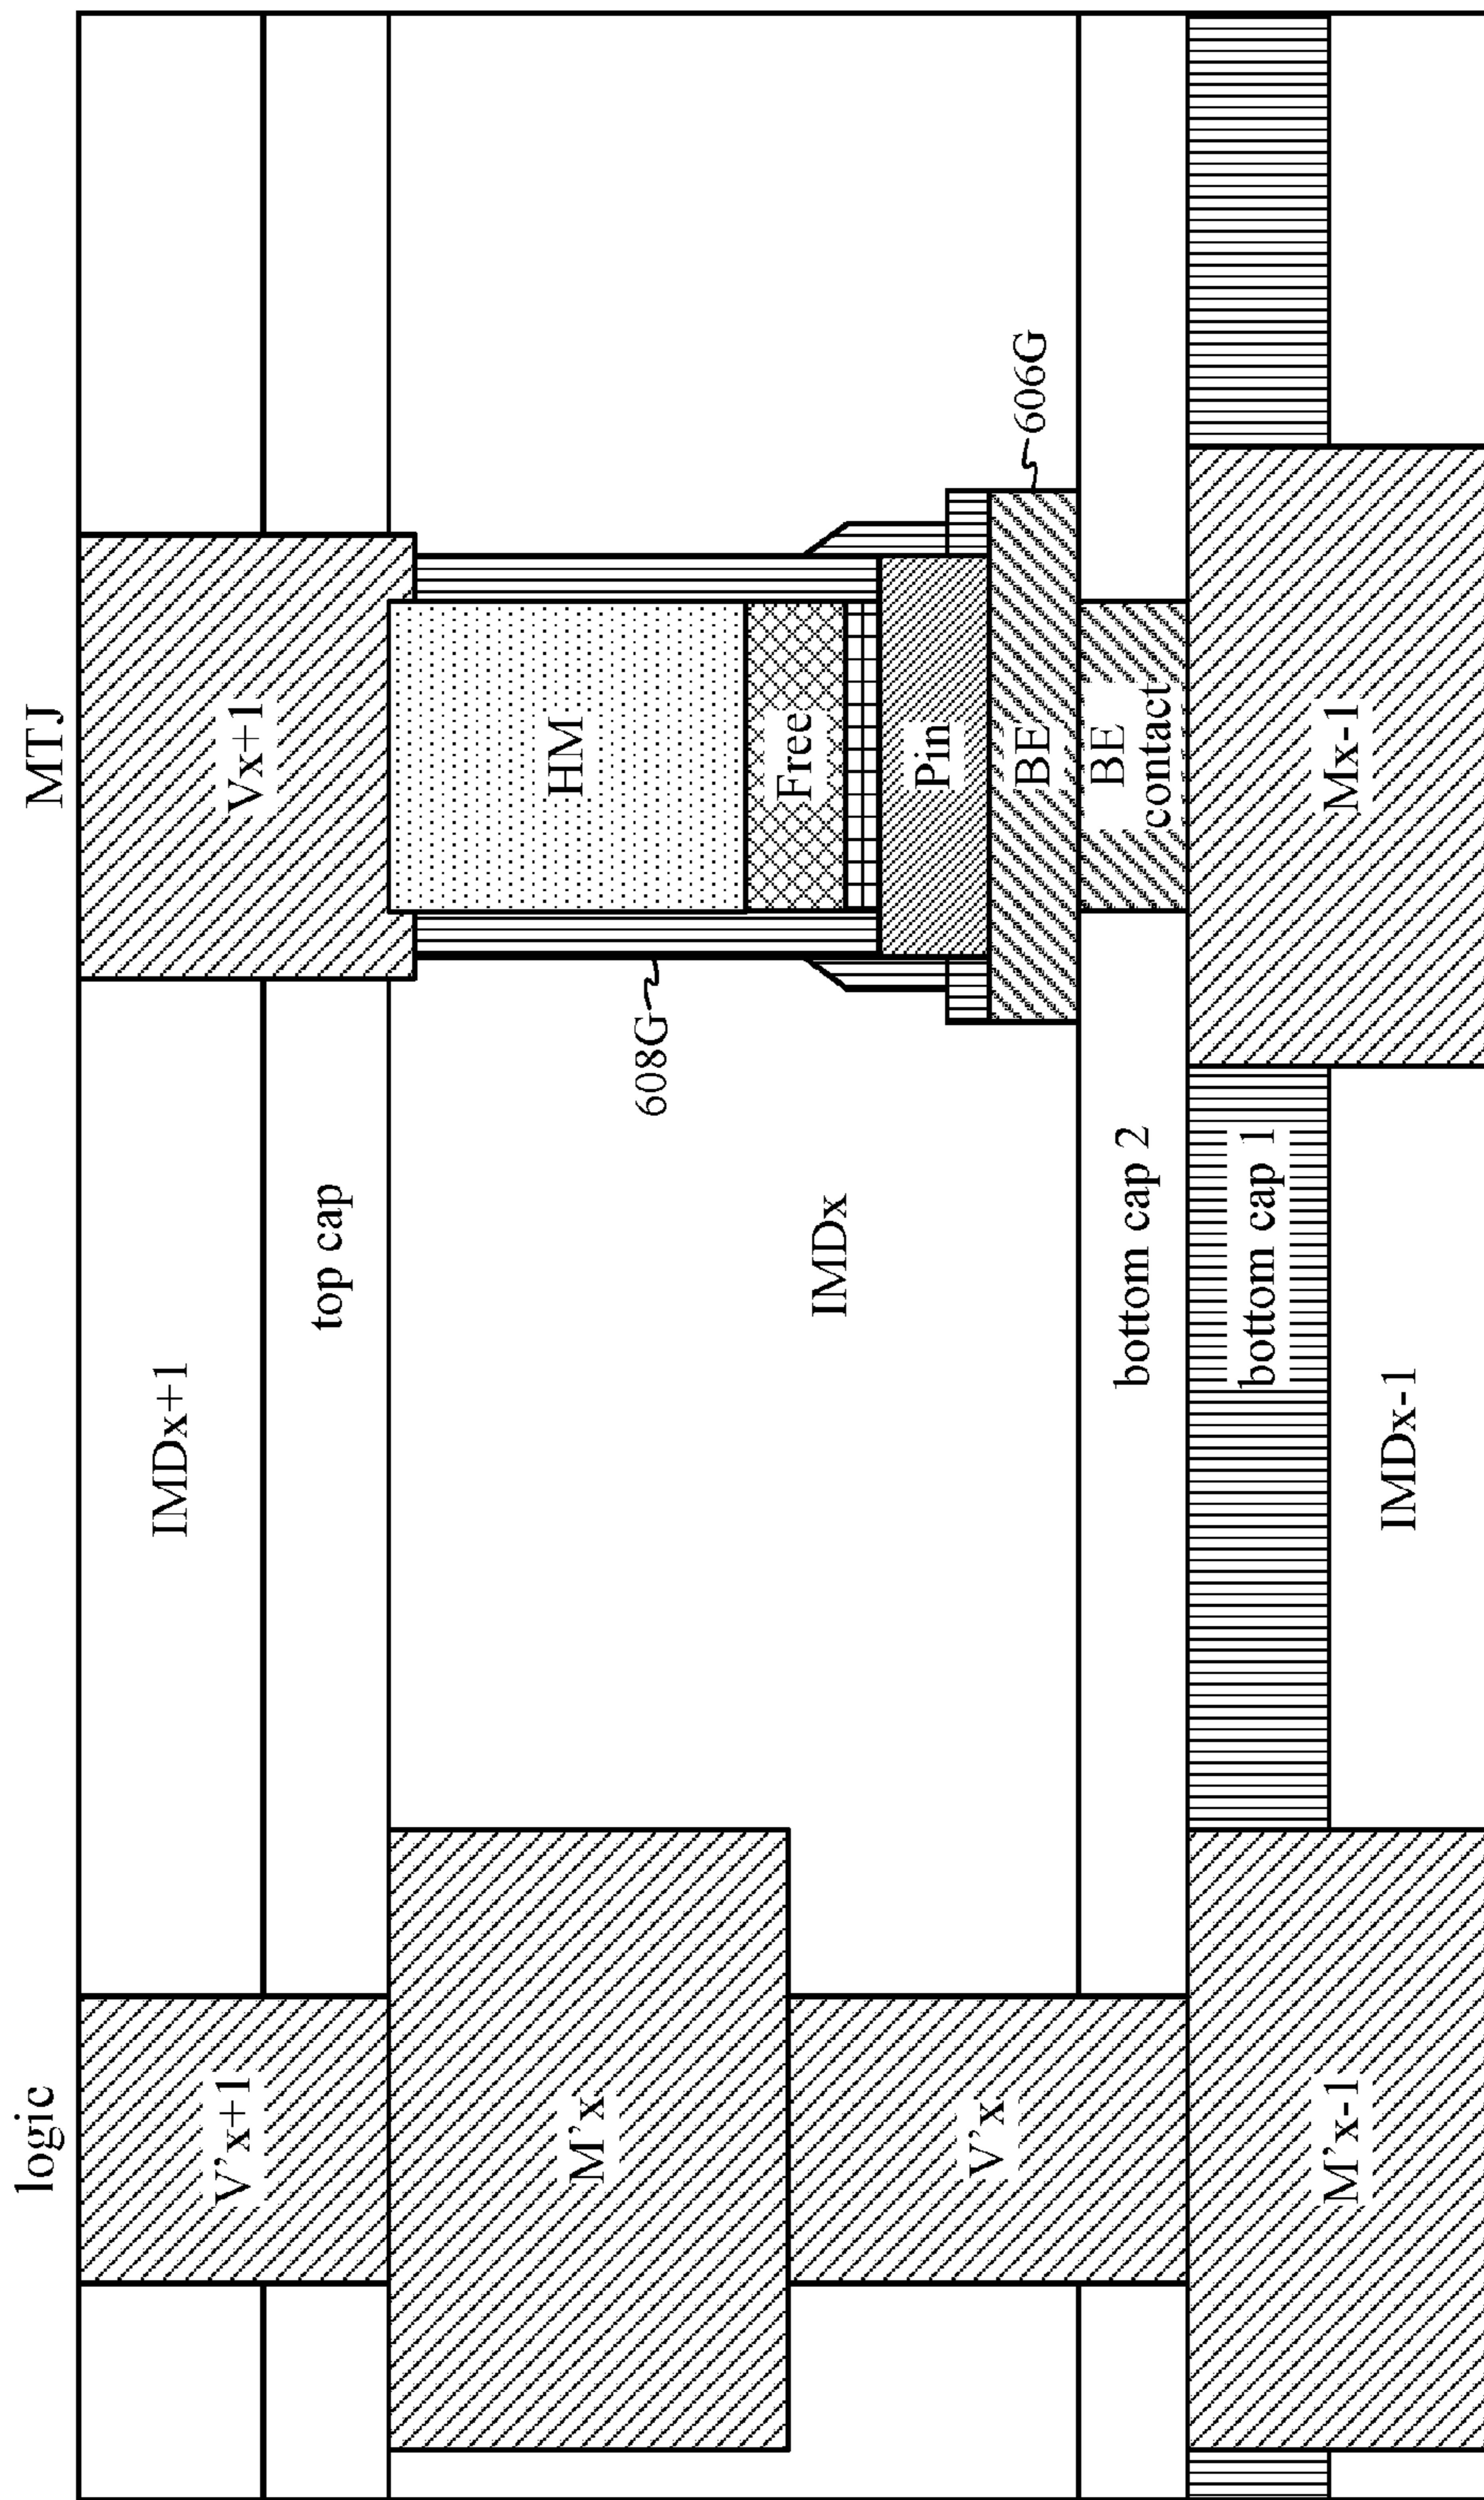 logic
MTJ
V'x+1
IMDx+1
Vx+1
top cap
M'x
HM
608G
Free
IMDx
Pin
V'x
BE
606G
bottom cap 2
BE
contact
bottom cap 1
M'x-1
Mx-1
IMDx-1